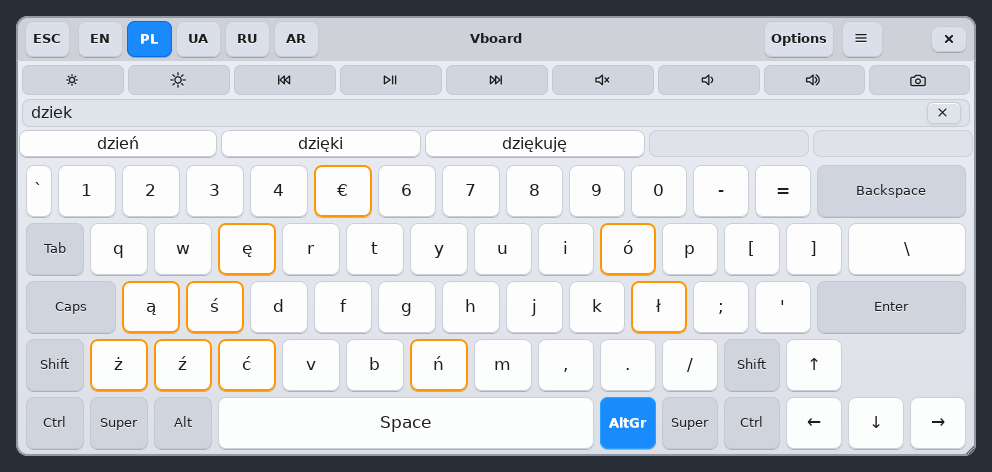 ESC EN PL UA RU AR Vboard Options ≡ ×
dziek ×
dzień dzięki dziękuję
` 1 2 3 4 € 6 7 8 9 0 - = Backspace
Tab q w ę r t y u i ó p [ ] \
Caps ą ś d f g h j k ł ; ' Enter
Shift ż ź ć v b ń m , . / Shift ↑
Ctrl Super Alt Space AltGr Super Ctrl ← ↓ →